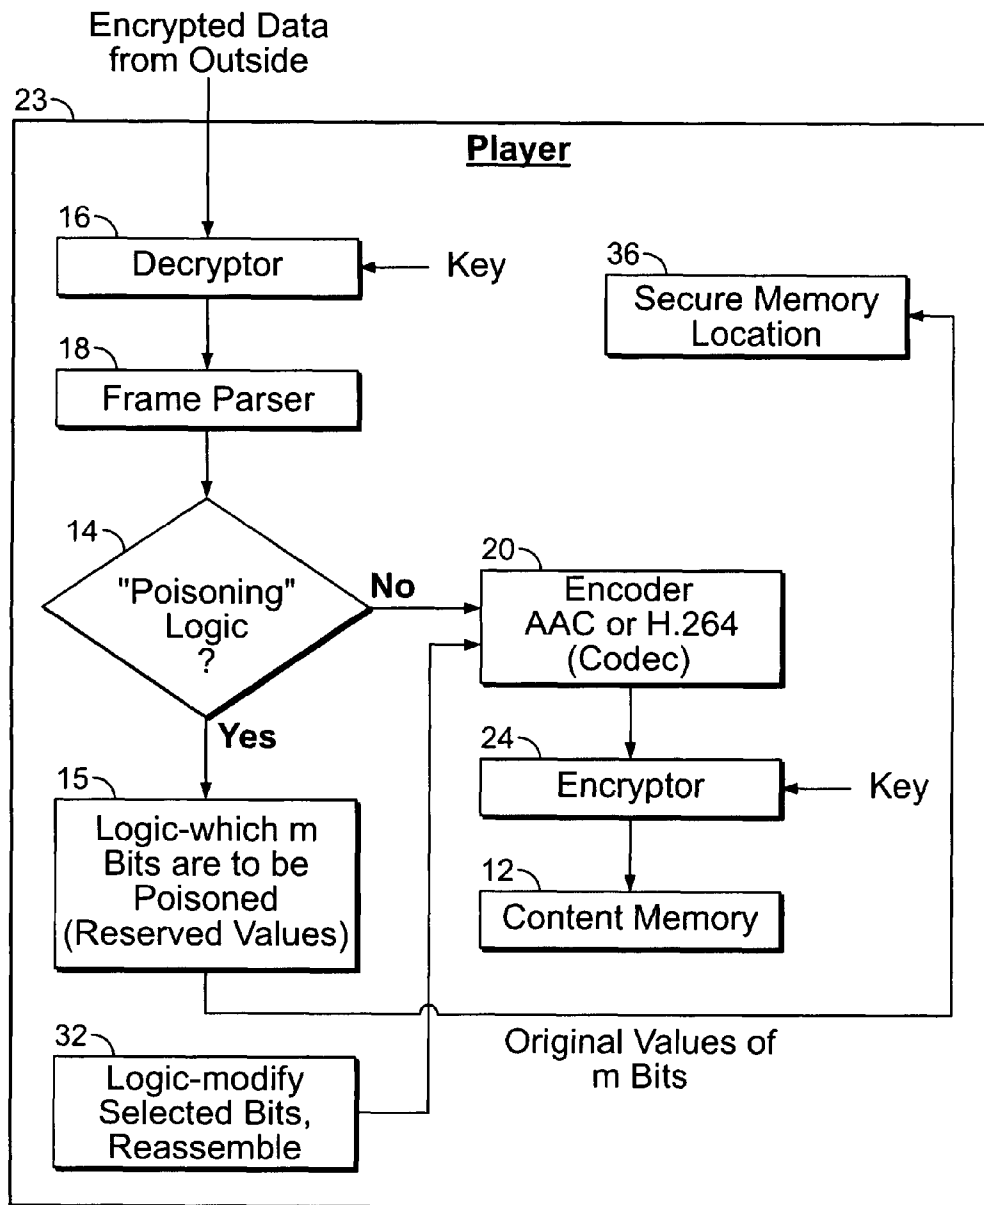 Encrypted Data
from Outside
23
Player
16
Decryptor
Key
36
Secure Memory
Location
18
Frame Parser
14
"Poisoning"
Logic
?
No
Yes
20
Encoder
AAC or H.264
(Codec)
24
Encryptor
Key
15
Logic-which m
Bits are to be
Poisoned
(Reserved Values)
12
Content Memory
Original Values of
m Bits
32
Logic-modify
Selected Bits,
Reassemble